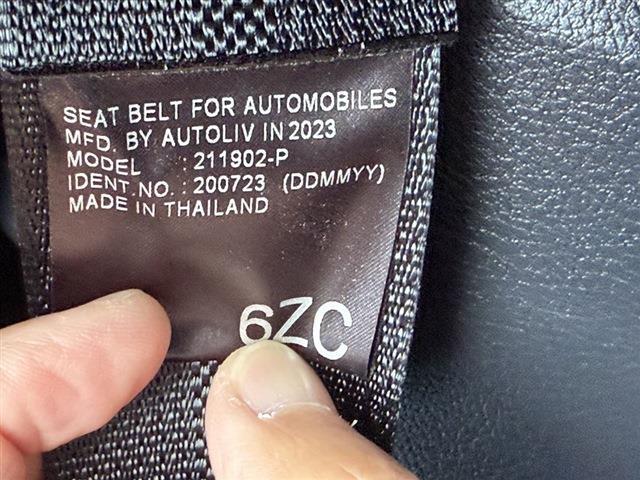 SEAT BELT FOR AUTOMOBILES
MFD. BY AUTOLIV IN 2023
MODEL : 211902-P
IDENT. NO. : 200723 (DDMMYY)
MADE IN THAILAND
6ZC